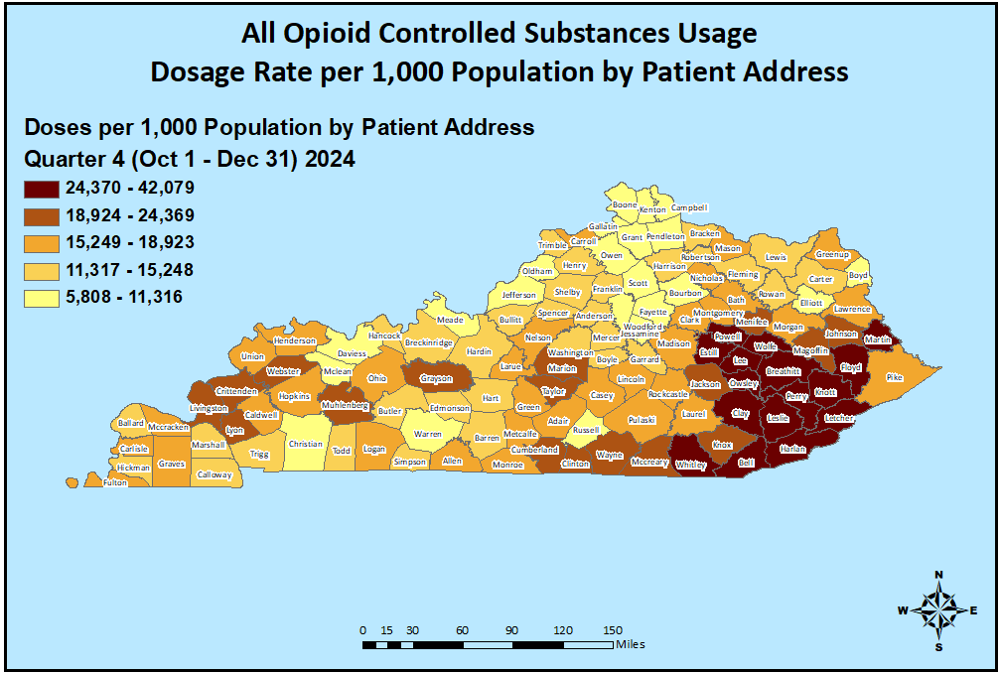 All Opioid Controlled Substances Usage
Dosage Rate per 1,000 Population by Patient Address
Doses per 1,000 Population by Patient Address
Quarter 4 (Oct 1 - Dec 31) 2024
24,370 - 42,079
18,924 - 24,369
15,249 - 18,923
11,317 - 15,248
5,808 - 11,316
Boone
Kenton
Campbell
Gallatin
Trimble
Carroll
Grant
Pendleton
Bracken
Mason
Owen
Robertson
Lewis
Greenup
Oldham
Henry
Harrison
Nicholas
Fleming
Carter
Boyd
Jefferson
Shelby
Franklin
Scott
Bourbon
Bath
Rowan
Elliott
Lawrence
Meade
Bullitt
Spencer
Anderson
Fayette
Woodford
Jessamine
Clark
Montgomery
Menifee
Morgan
Johnson
Martin
Henderson
Hancock
Daviess
Breckinridge
Hardin
Nelson
Washington
Mercer
Boyle
Garrard
Madison
Estill
Powell
Wolfe
Magoffin
Floyd
Pike
Union
Webster
Mclean
Ohio
Grayson
Larue
Marion
Lincoln
Rockcastle
Jackson
Lee
Owsley
Breathitt
Perry
Knott
Letcher
Crittenden
Livingston
Hopkins
Muhlenberg
Butler
Edmonson
Hart
Green
Taylor
Casey
Pulaski
Laurel
Clay
Leslie
Harlan
Ballard
Mccracken
Lyon
Caldwell
Christian
Warren
Barren
Metcalfe
Adair
Russell
Knox
Carlisle
Hickman
Graves
Marshall
Trigg
Todd
Logan
Simpson
Allen
Monroe
Cumberland
Clinton
Wayne
Mccreary
Whitley
Bell
Fulton
Calloway
N
W
E
S
0 15 30 60 90 120 150
Miles